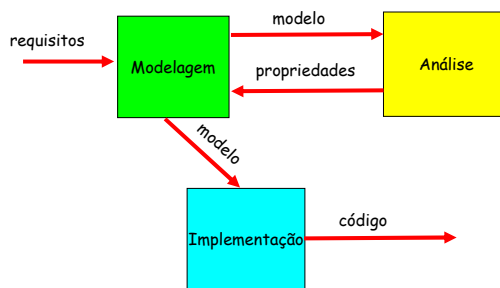 modelo
requisitos
Modelagem
propriedades
Análise
modelo
Implementação
código